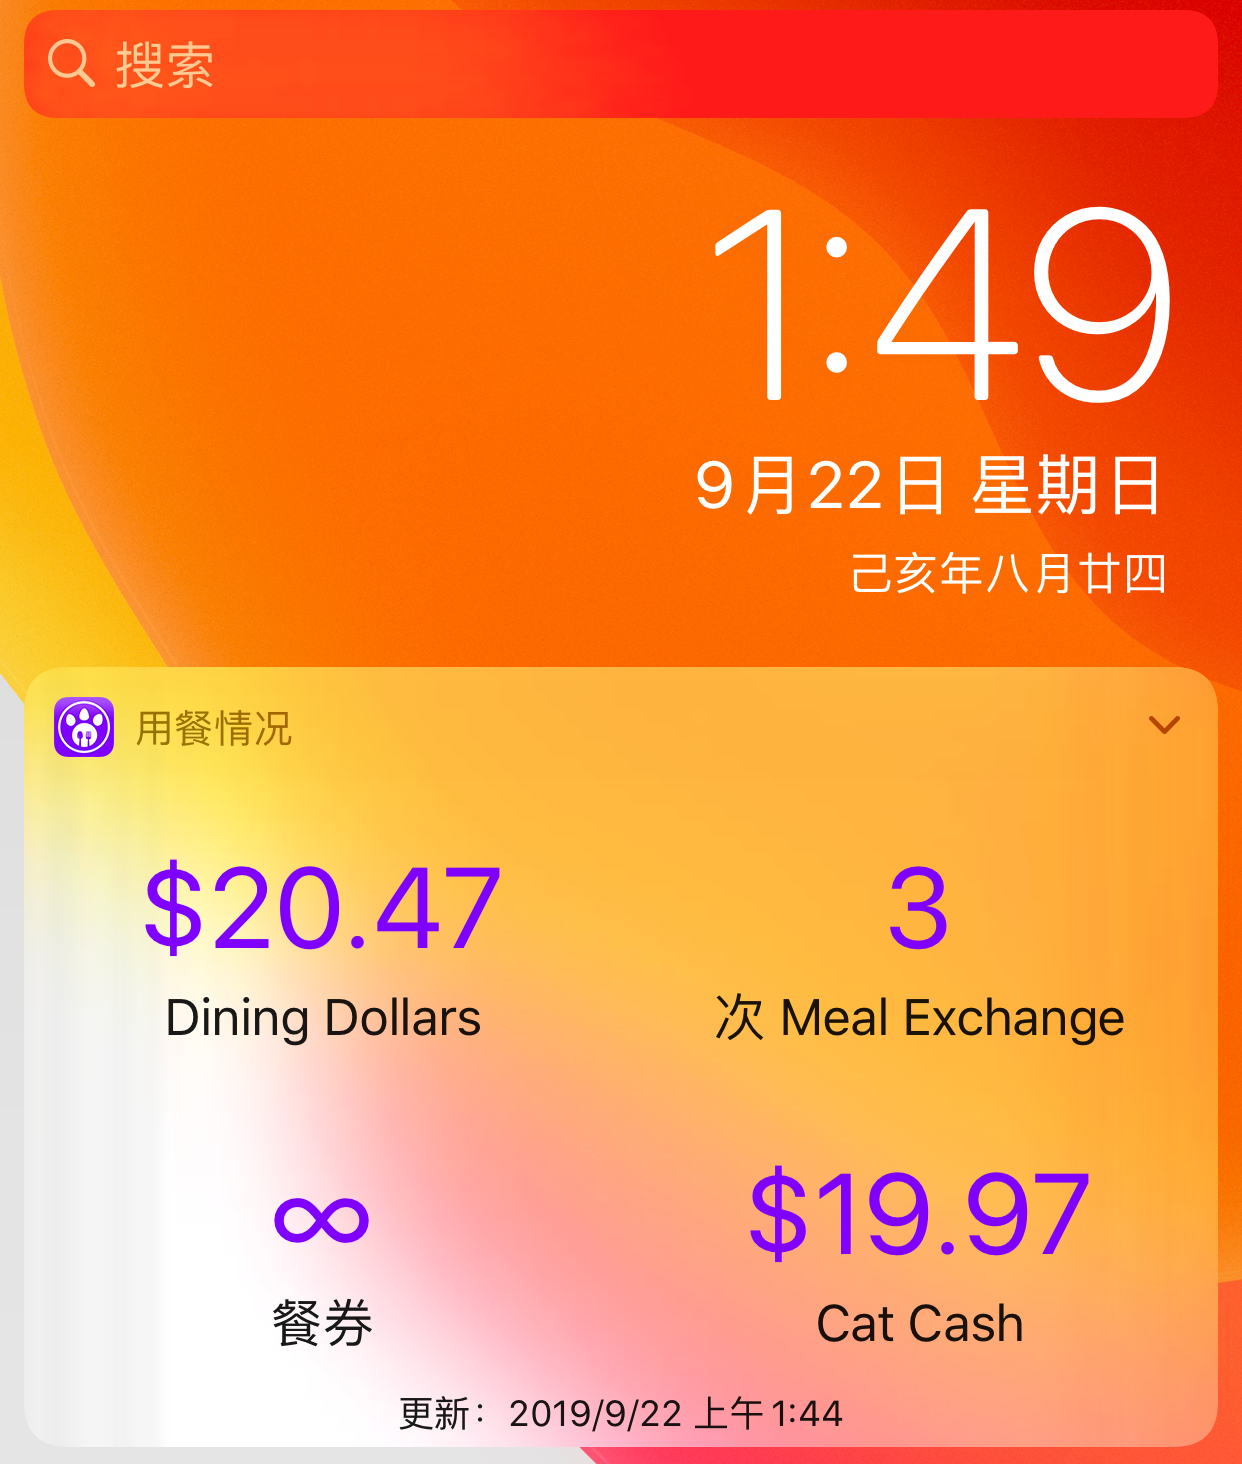 搜索
1:49
9月22日 星期日
己亥年八月廿四
用餐情况
$20.47
Dining Dollars
3
次 Meal Exchange
∞
餐券
$19.97
Cat Cash
更新：2019/9/22 上午1:44